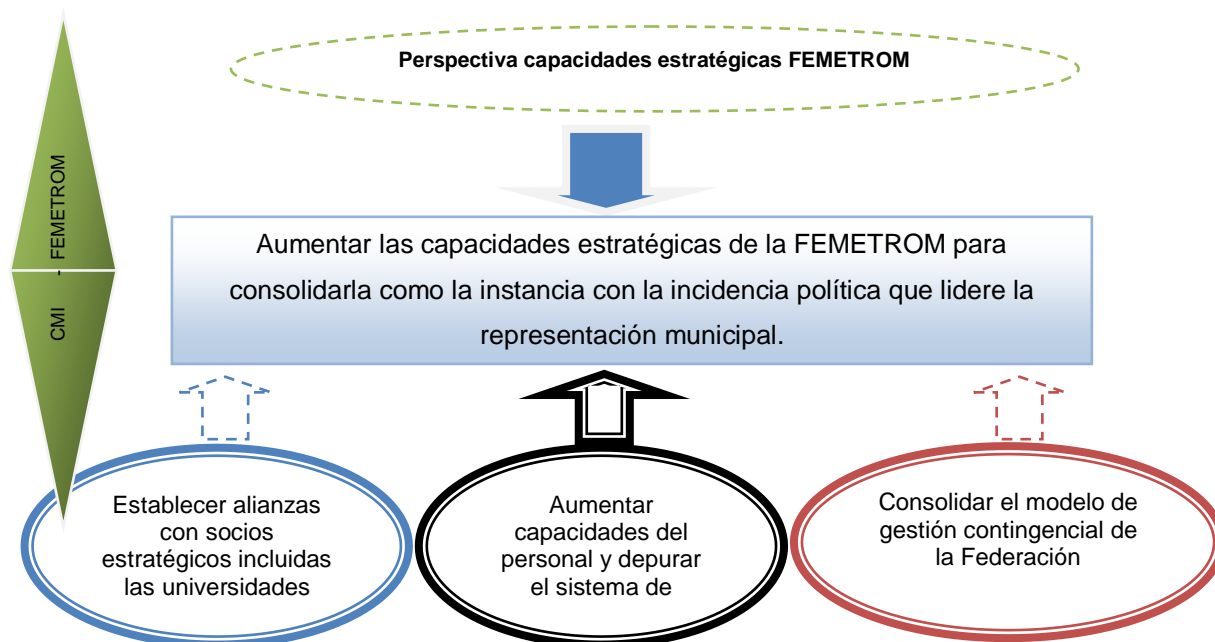 Perspectiva capacidades estratégicas FEMETROM
CMI - FEMETROM
Aumentar las capacidades estratégicas de la FEMETROM para
consolidarla como la instancia con la incidencia política que lidere la
representación municipal.
Establecer alianzas
con socios
estratégicos incluidas
las universidades
Aumentar
capacidades del
personal y depurar
el sistema de
Consolidar el modelo de
gestión contingencial de
la Federación